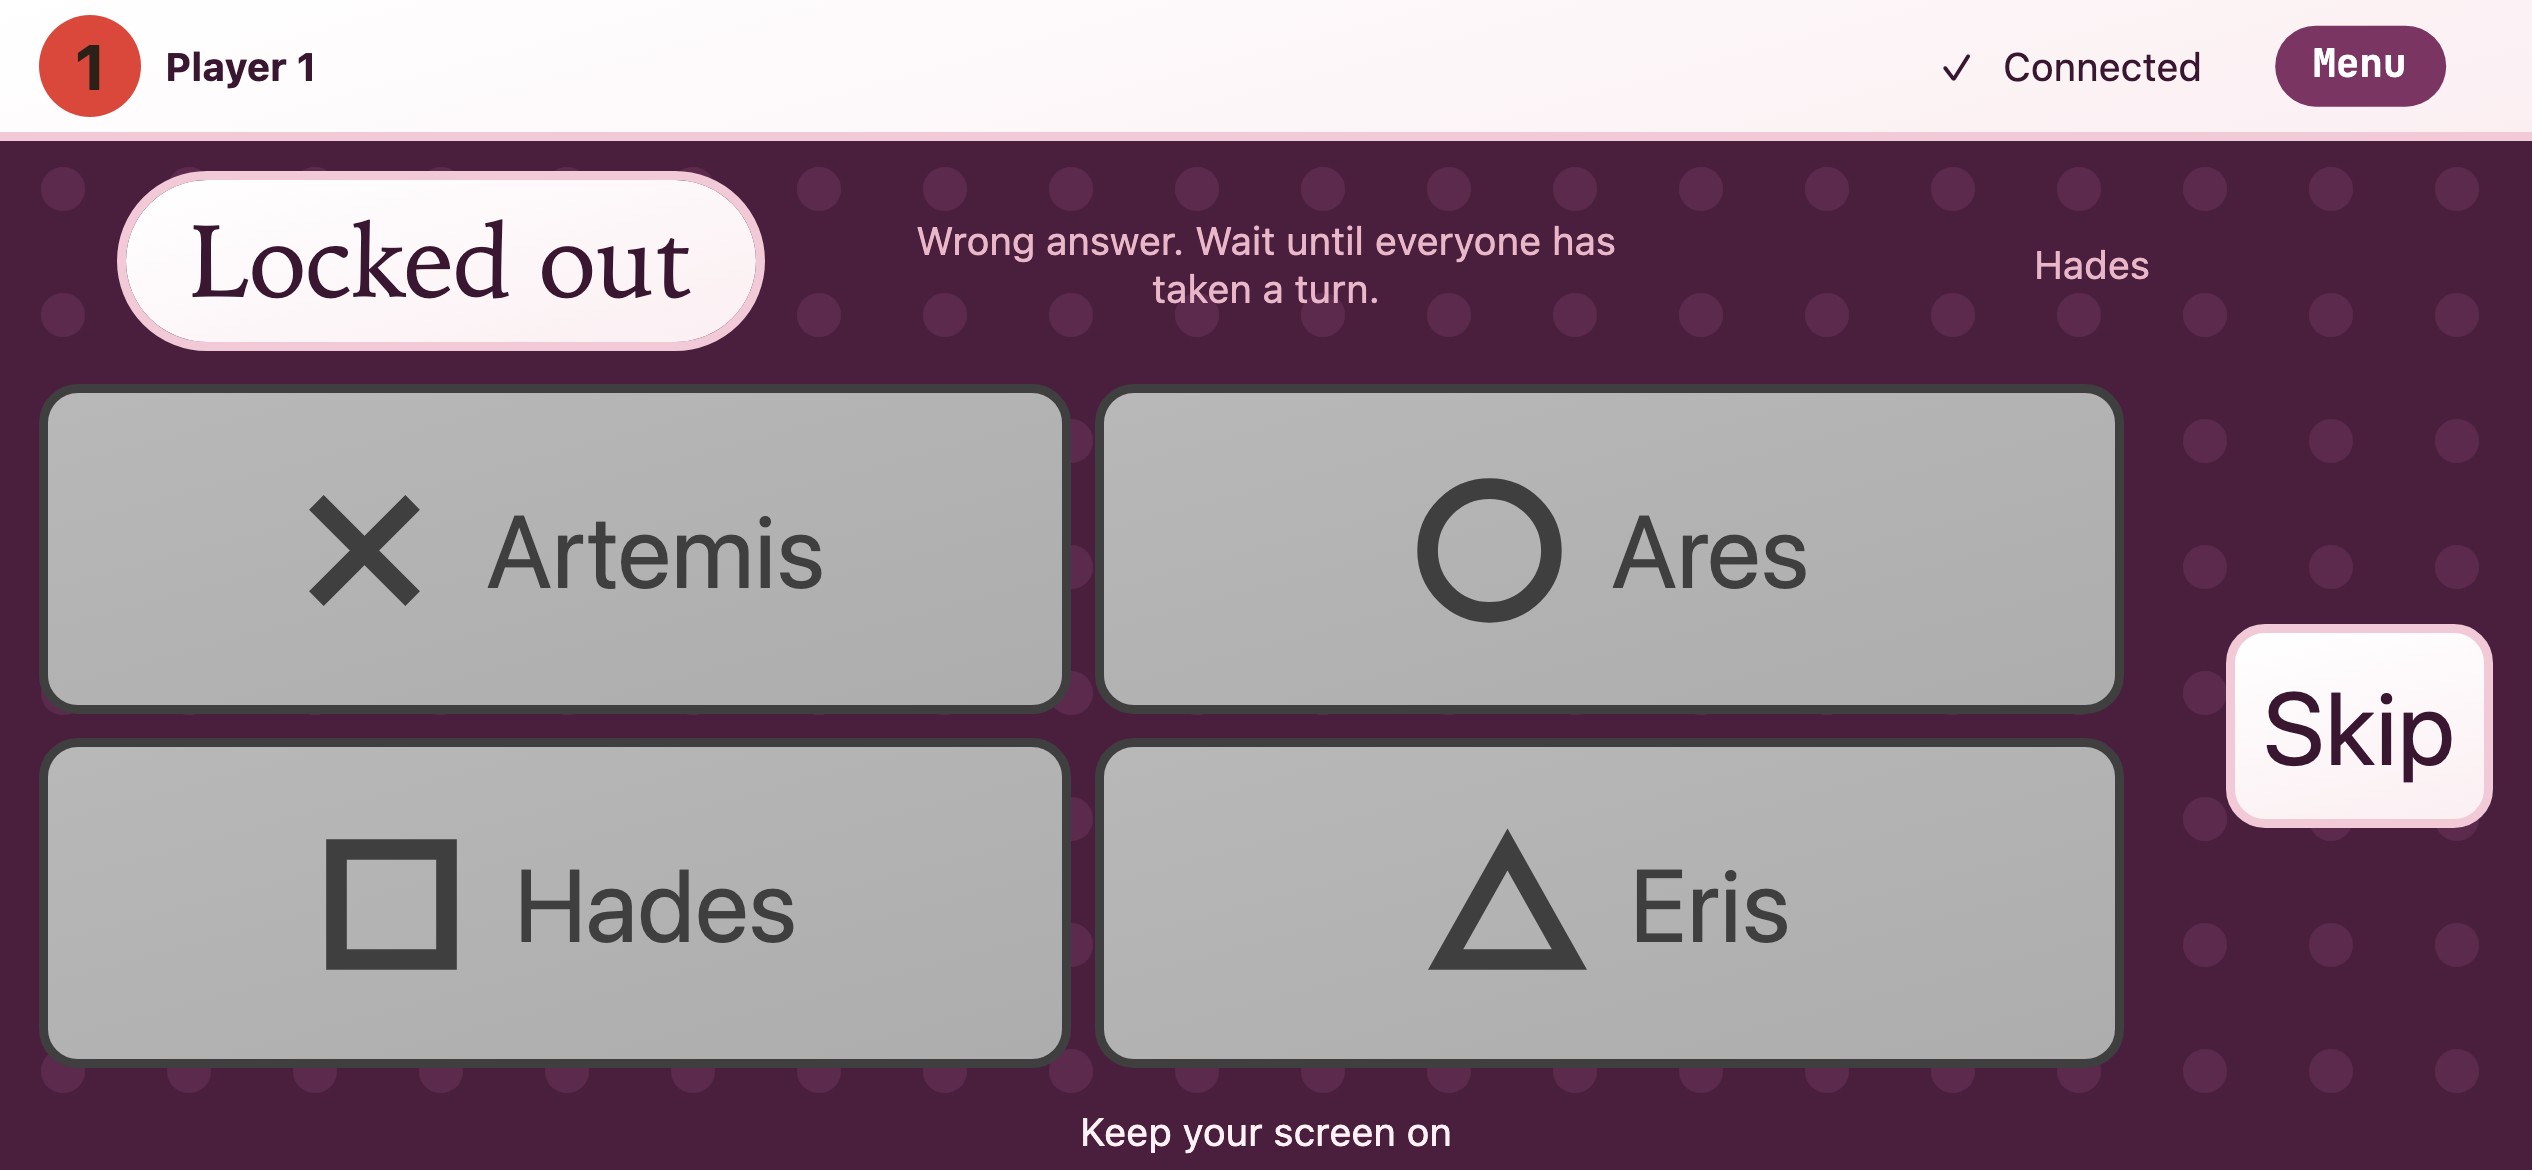 1 Player 1
Connected
Menu
Locked out
Wrong answer. Wait until everyone has
taken a turn.
Hades
Artemis
Ares
Hades
Eris
Skip
Keep your screen on